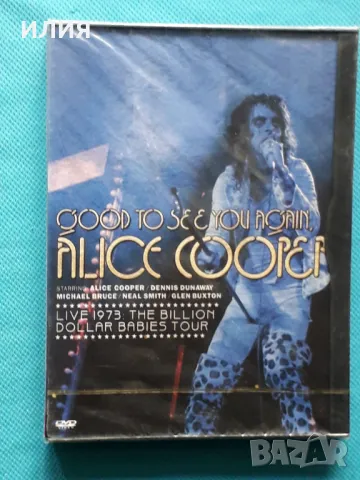 илия
GOOD TO SEE YOU AGAIN,
ALICE COOPER
STARRING ALICE COOPER / DENNIS DUNAWAY
MICHAEL BRUCE / NEAL SMITH / GLEN BUXTON
LIVE 1973: THE BILLION
DOLLAR BABIES TOUR
DVD
VIDEO
BAZAR